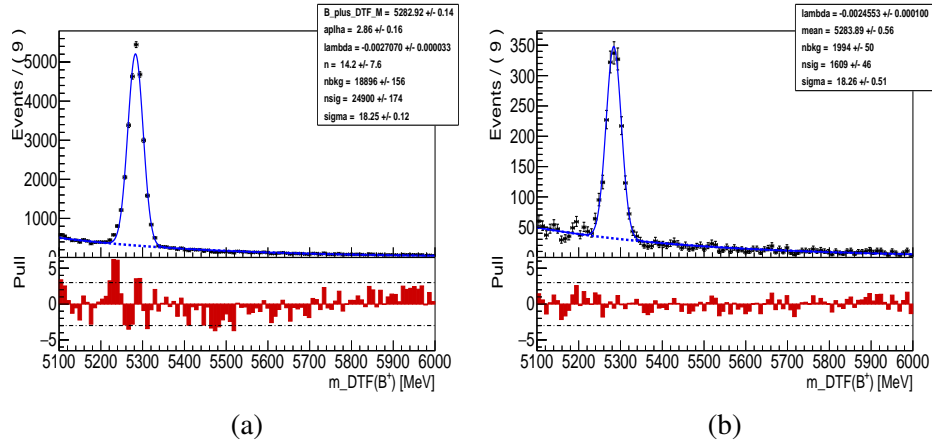 B_plus_DTF_M = 5282.92 +/- 0.14
aplha = 2.86 +/- 0.16
lambda = -0.0027070 +/- 0.000033
n = 14.2 +/- 7.6
nbkg = 18896 +/- 156
nsig = 24900 +/- 174
sigma = 18.25 +/- 0.12
Events / ( 9 )
5000
4000
3000
2000
1000
Pull
5
0
−5
5100 5200 5300 5400 5500 5600 5700 5800 5900 6000
m_DTF(B⁺) [MeV]
(a)
lambda = -0.0024553 +/- 0.000100
mean = 5283.89 +/- 0.56
nbkg = 1994 +/- 50
nsig = 1609 +/- 46
sigma = 18.26 +/- 0.51
Events / ( 9 )
350
300
250
200
150
100
50
Pull
5
0
−5
5100 5200 5300 5400 5500 5600 5700 5800 5900 6000
m_DTF(B⁺) [MeV]
(b)